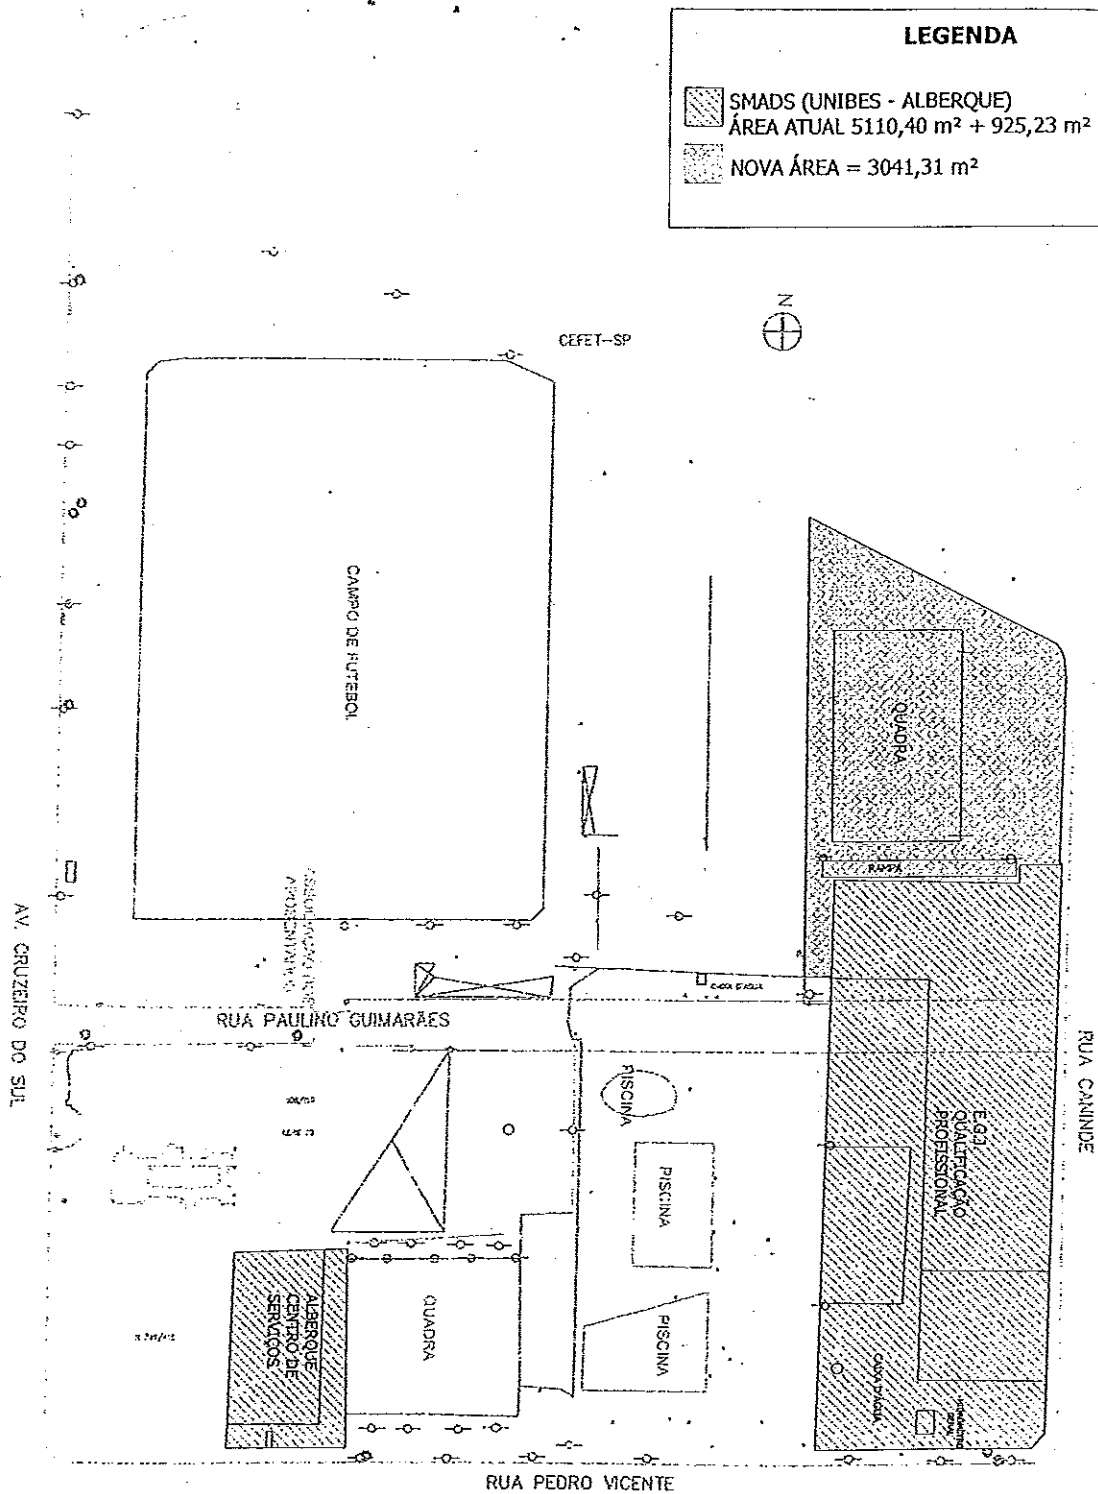 LEGENDA
SMADS (UNIBES - ALBERQUE)
ÁREA ATUAL 5110,40 m² + 925,23 m²
NOVA ÁREA = 3041,31 m²
N
CEFET-SP
CAMPO DE FUTEBOL
QUADRA
RAMPA
AV. CRUZEIRO DO SUL
RUA PAULINO GUIMARÃES
CAIXA D'AGUA
RUA CANINDE
PISCINA
E.G.J.
QUALIFICAÇÃO
PROFISSIONAL
PISCINA
ALBERQUE
CENTRO DE
SERVIÇOS
QUADRA
PISCINA
CAIXA D'AGUA
RUA PEDRO VICENTE